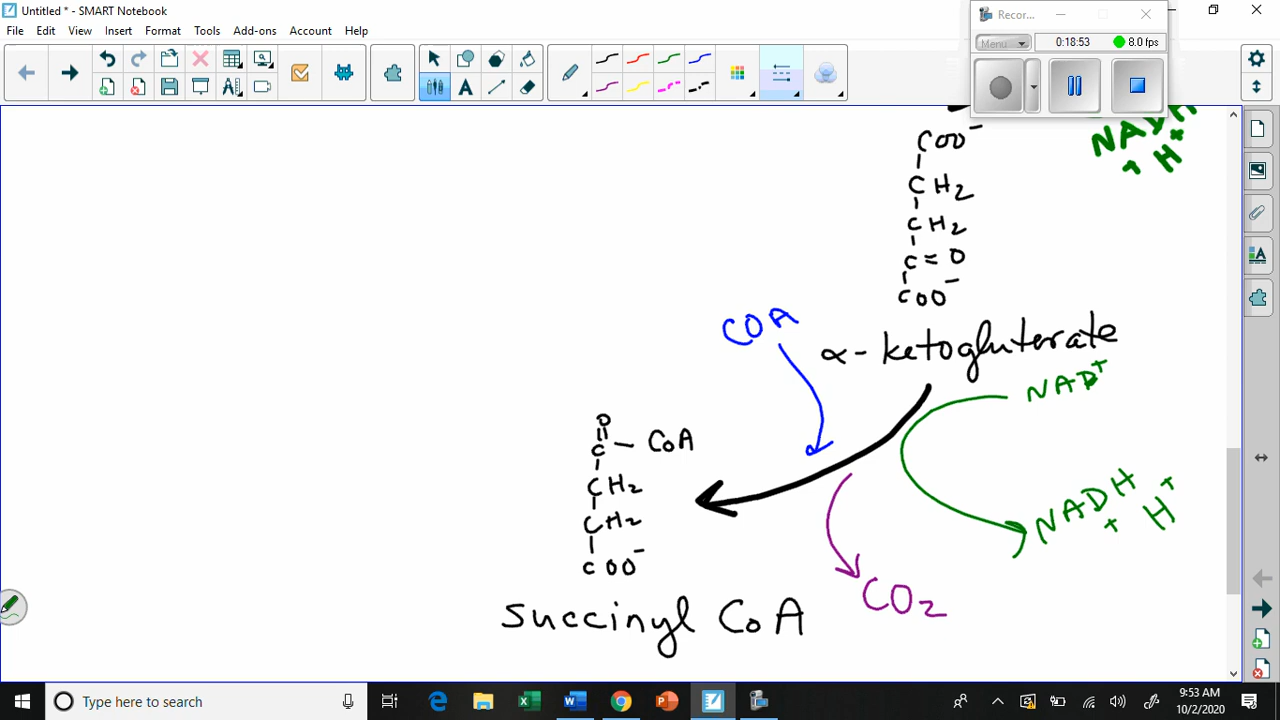 Untitled * - SMART Notebook
Recor...
File Edit View Insert Format Tools Add-ons Account Help
Menu
0:18:53
8.0 fps
NADH
+ H+
COO-
CH2
CH2
C=O
COO-
α-ketogluterate
COA
NAD+
NADH
+ H+
O
C-COA
CH2
CH2
COO-
CO2
Succinyl CoA
Type here to search
9:53 AM
10/2/2020